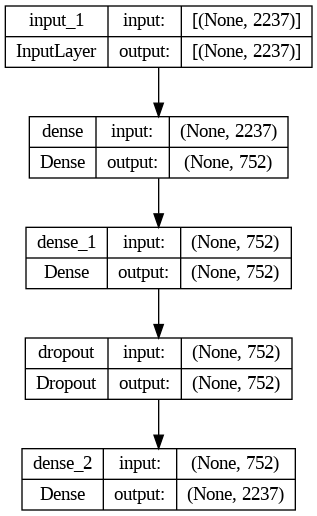 input_1 input: [(None, 2237)]
InputLayer output: [(None, 2237)]
dense input: (None, 2237)
Dense output: (None, 752)
dense_1 input: (None, 752)
Dense output: (None, 752)
dropout input: (None, 752)
Dropout output: (None, 752)
dense_2 input: (None, 752)
Dense output: (None, 2237)